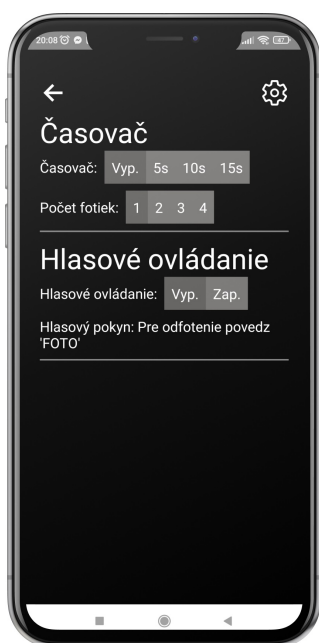 20:08
47
Časovač
Časovač: Vyp. 5s 10s 15s
Počet fotiek: 1 2 3 4
Hlasové ovládanie
Hlasové ovládanie: Vyp. Zap.
Hlasový pokyn: Pre odfotenie povedz
'FOTO'